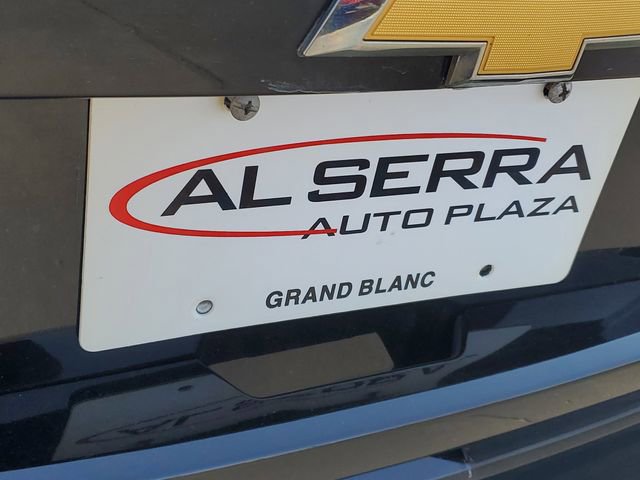 AL SERRA
AUTO PLAZA
GRAND BLANC